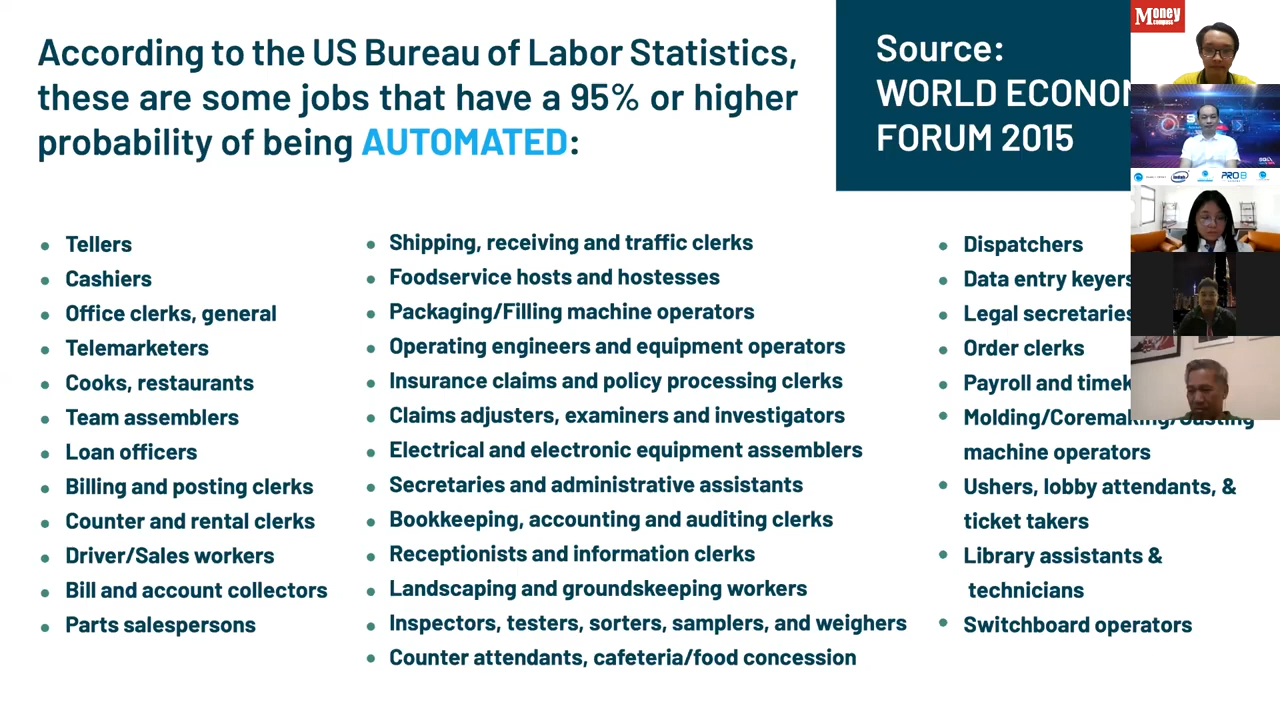 According to the US Bureau of Labor Statistics,
these are some jobs that have a 95% or higher
probability of being AUTOMATED:
Source:
WORLD ECONOM
FORUM 2015
Money
compass
PRO
Tellers
Cashiers
Office clerks, general
Telemarketers
Cooks, restaurants
Team assemblers
Loan officers
Billing and posting clerks
Counter and rental clerks
Driver/Sales workers
Bill and account collectors
Parts salespersons
Shipping, receiving and traffic clerks
Foodservice hosts and hostesses
Packaging/Filling machine operators
Operating engineers and equipment operators
Insurance claims and policy processing clerks
Claims adjusters, examiners and investigators
Electrical and electronic equipment assemblers
Secretaries and administrative assistants
Bookkeeping, accounting and auditing clerks
Receptionists and information clerks
Landscaping and groundskeeping workers
Inspectors, testers, sorters, samplers, and weighers
Counter attendants, cafeteria/food concession
Dispatchers
Data entry keyers
Legal secretaries
Order clerks
Payroll and timek
Molding/Coremaking/Casting
machine operators
Ushers, lobby attendants, &
ticket takers
Library assistants &
technicians
Switchboard operators